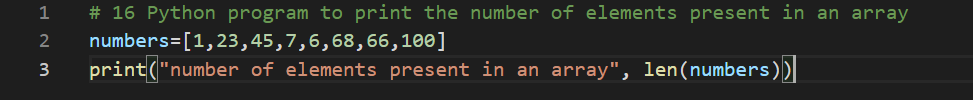 1 # 16 Python program to print the number of elements present in an array
2 numbers=[1,23,45,7,6,68,66,100]
3 print("number of elements present in an array", len(numbers))